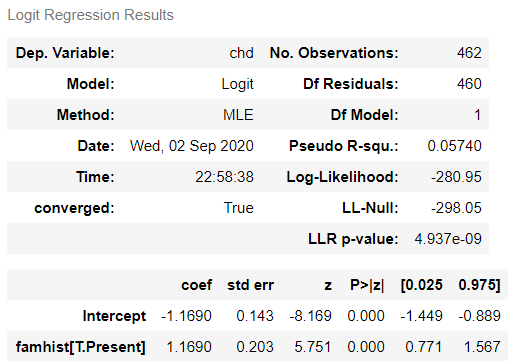 Logit Regression Results
Dep. Variable: chd No. Observations: 462
Model: Logit Df Residuals: 460
Method: MLE Df Model: 1
Date: Wed, 02 Sep 2020 Pseudo R-squ.: 0.05740
Time: 22:58:38 Log-Likelihood: -280.95
converged: True LL-Null: -298.05
LLR p-value: 4.937e-09
coef std err z P>|z| [0.025 0.975]
Intercept -1.1690 0.143 -8.169 0.000 -1.449 -0.889
famhist[T.Present] 1.1690 0.203 5.751 0.000 0.771 1.567